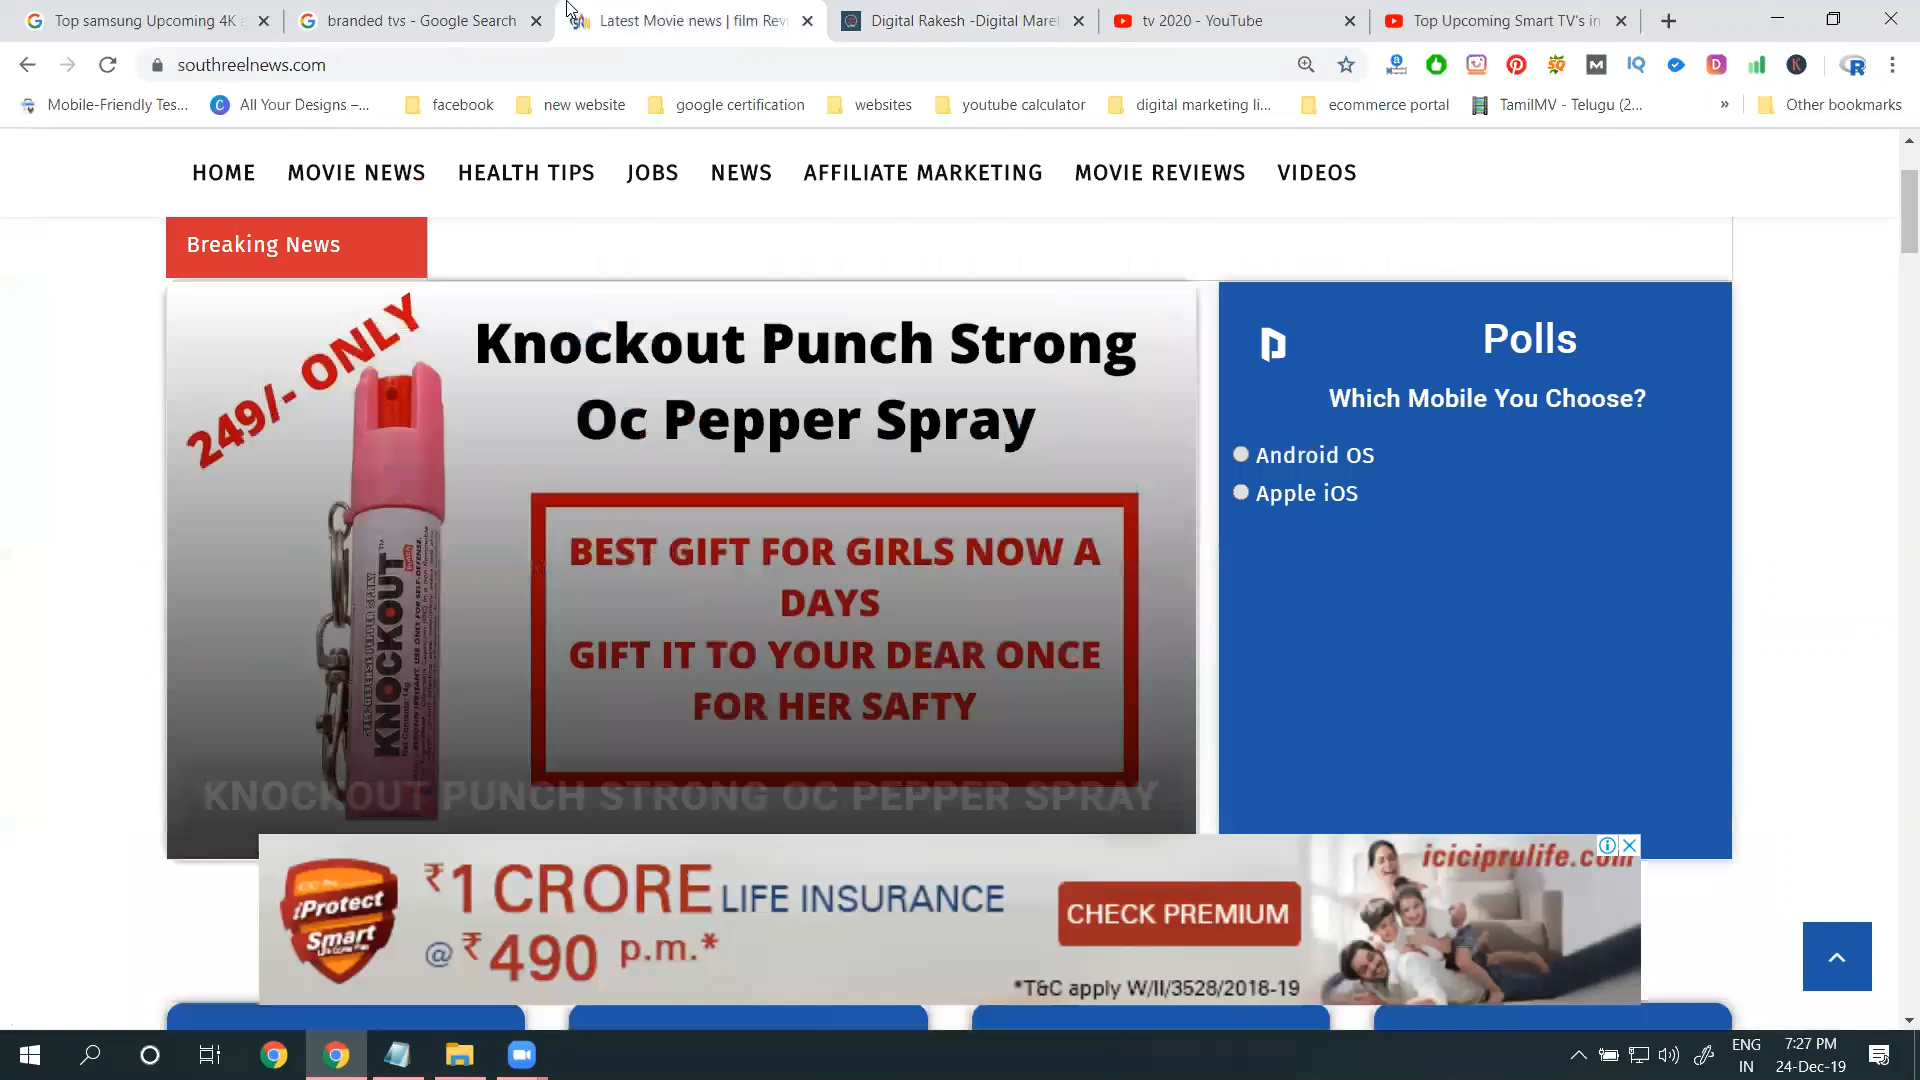 Top samsung Upcoming 4K a
branded tvs - Google Search
Latest Movie news | film Rev
Digital Rakesh -Digital Marke
tv 2020 - YouTube
Top Upcoming Smart TV's in
southreelnews.com
Mobile-Friendly Tes...
All Your Designs –...
facebook
new website
google certification
websites
youtube calculator
digital marketing li...
ecommerce portal
TamilMV - Telugu (2...
»
Other bookmarks
HOME
MOVIE NEWS
HEALTH TIPS
JOBS
NEWS
AFFILIATE MARKETING
MOVIE REVIEWS
VIDEOS
Breaking News
249/- ONLY
Knockout Punch Strong
Oc Pepper Spray
KNOCKOUT
BEST GIFT FOR GIRLS NOW A
DAYS
GIFT IT TO YOUR DEAR ONCE
FOR HER SAFTY
KNOCKOUT PUNCH STRONG OC PEPPER SPRAY
Polls
Which Mobile You Choose?
Android OS
Apple iOS
iProtect
Smart
₹1 CRORE LIFE INSURANCE
@ ₹490 p.m.*
CHECK PREMIUM
*T&C apply W/II/3528/2018-19
iciciprulife.com
ENG
IN
7:27 PM
24-Dec-19